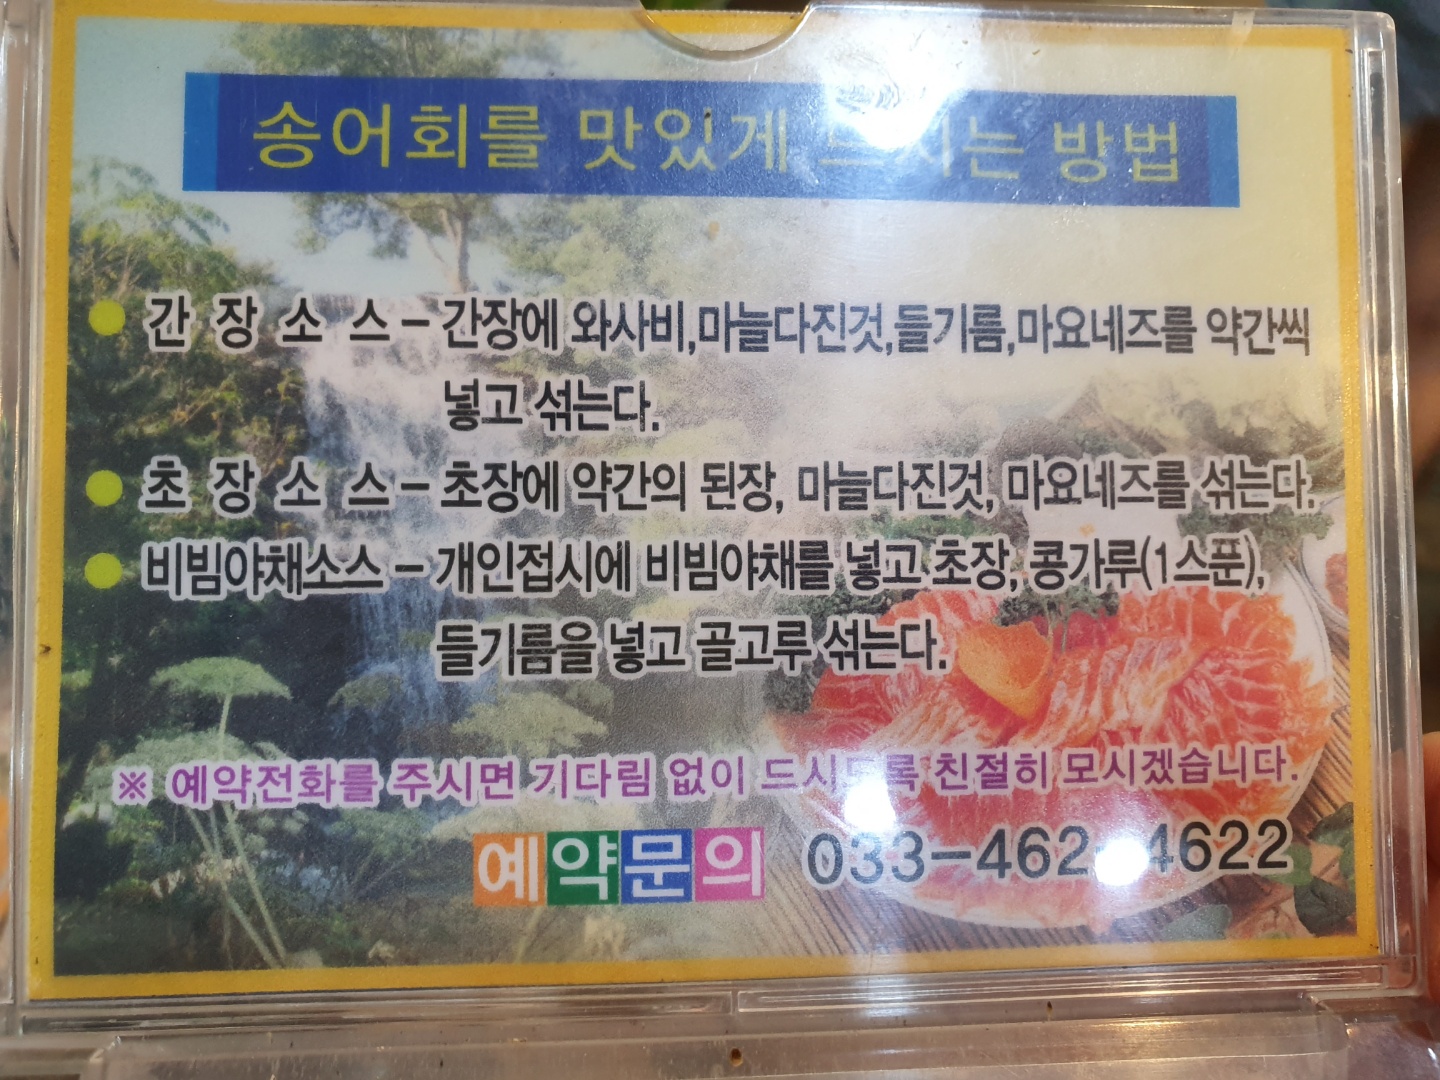 송어회를 맛있게 드시는 방법
간 장 소 스 - 간장에 와사비,마늘다진것,들기름,마요네즈를 약간씩
넣고 섞는다.
초 장 소 스 - 초장에 약간의 된장, 마늘다진것, 마요네즈를 섞는다.
비빔야채소스 - 개인접시에 비빔야채를 넣고 초장, 콩가루(1스푼),
들기름을 넣고 골고루 섞는다.
※ 예약전화를 주시면 기다림 없이 드시도록 친절히 모시겠습니다.
예약문의 033-462-4622